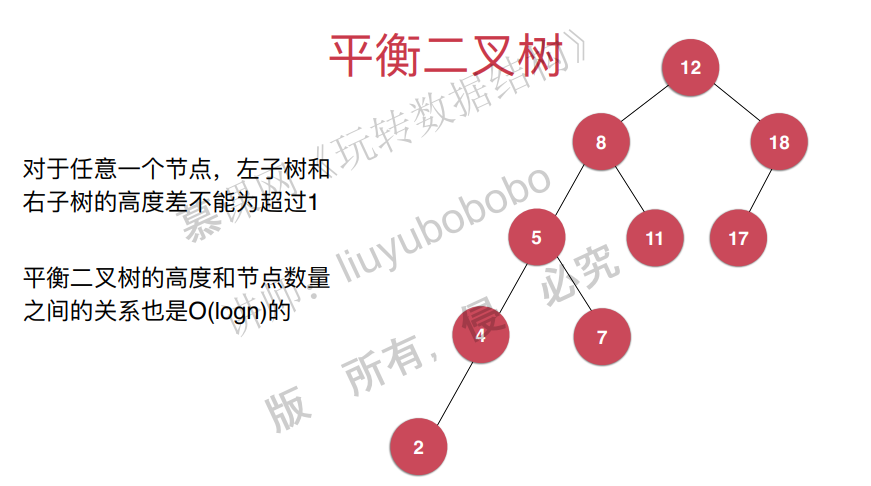 平衡二叉树
对于任意一个节点，左子树和
右子树的高度差不能为超过1
平衡二叉树的高度和节点数量
之间的关系也是O(logn)的
12
8
18
5
11
17
4
7
2
慕课网《玩转数据结构》
讲师：liuyubobobo
版 所有，侵 必究